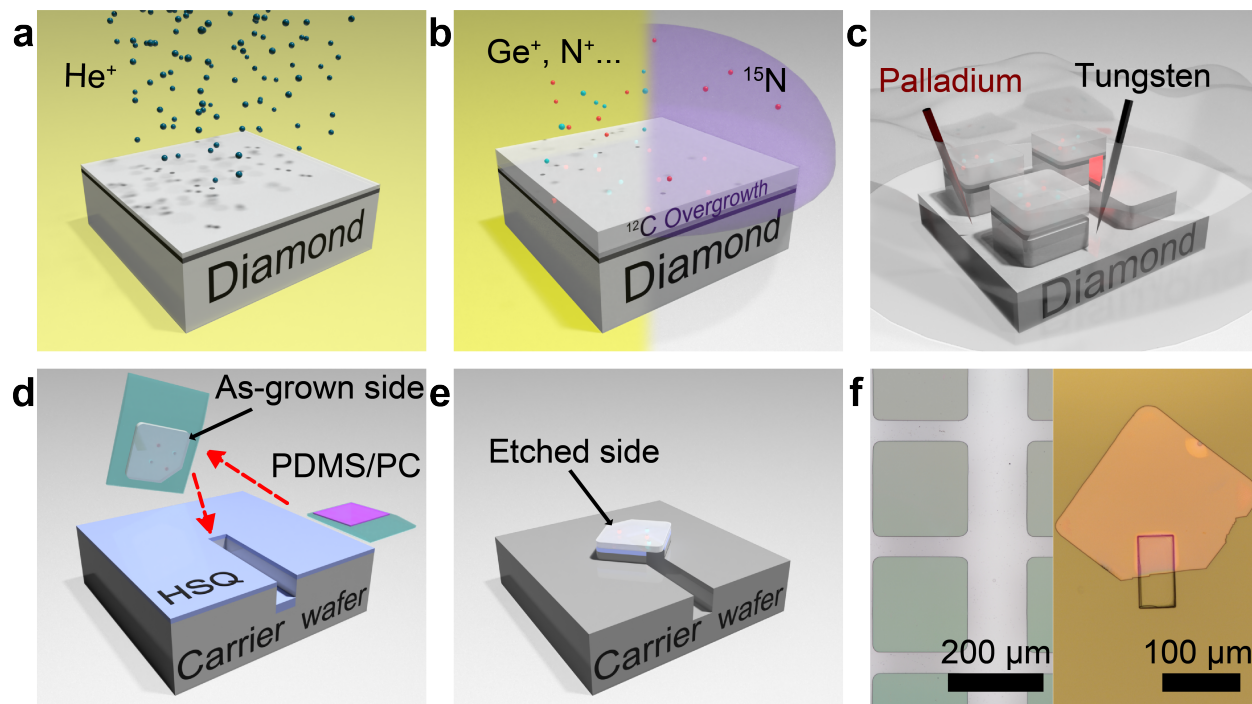 a
He⁺
Diamond
b
Ge⁺, N⁺...
¹⁵N
¹²C Overgrowth
Diamond
c
Palladium
Tungsten
Diamond
d
As-grown side
PDMS/PC
HSQ
Carrier wafer
e
Etched side
Carrier wafer
f
200 µm
100 µm